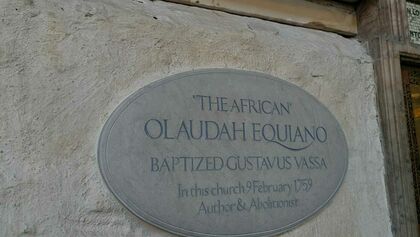 'THE AFRICAN'
OLAUDAH EQUIANO
BAPTIZED GUSTAVUS VASSA
In this church 9 February 1759
Author & Abolitionist